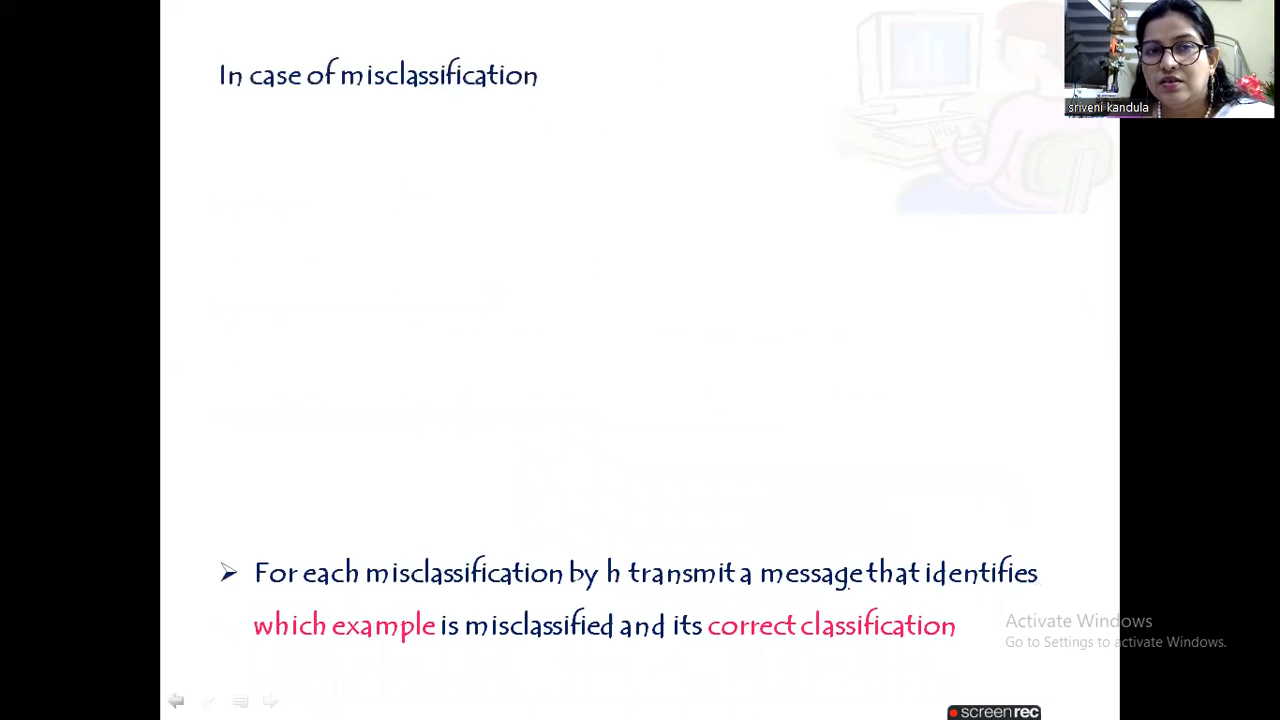 In case of misclassification
sriveni kandula
➢ For each misclassification by h transmit a message that identifies
which example is misclassified and its correct classification
Activate Windows
Go to Settings to activate Windows.
screenrec